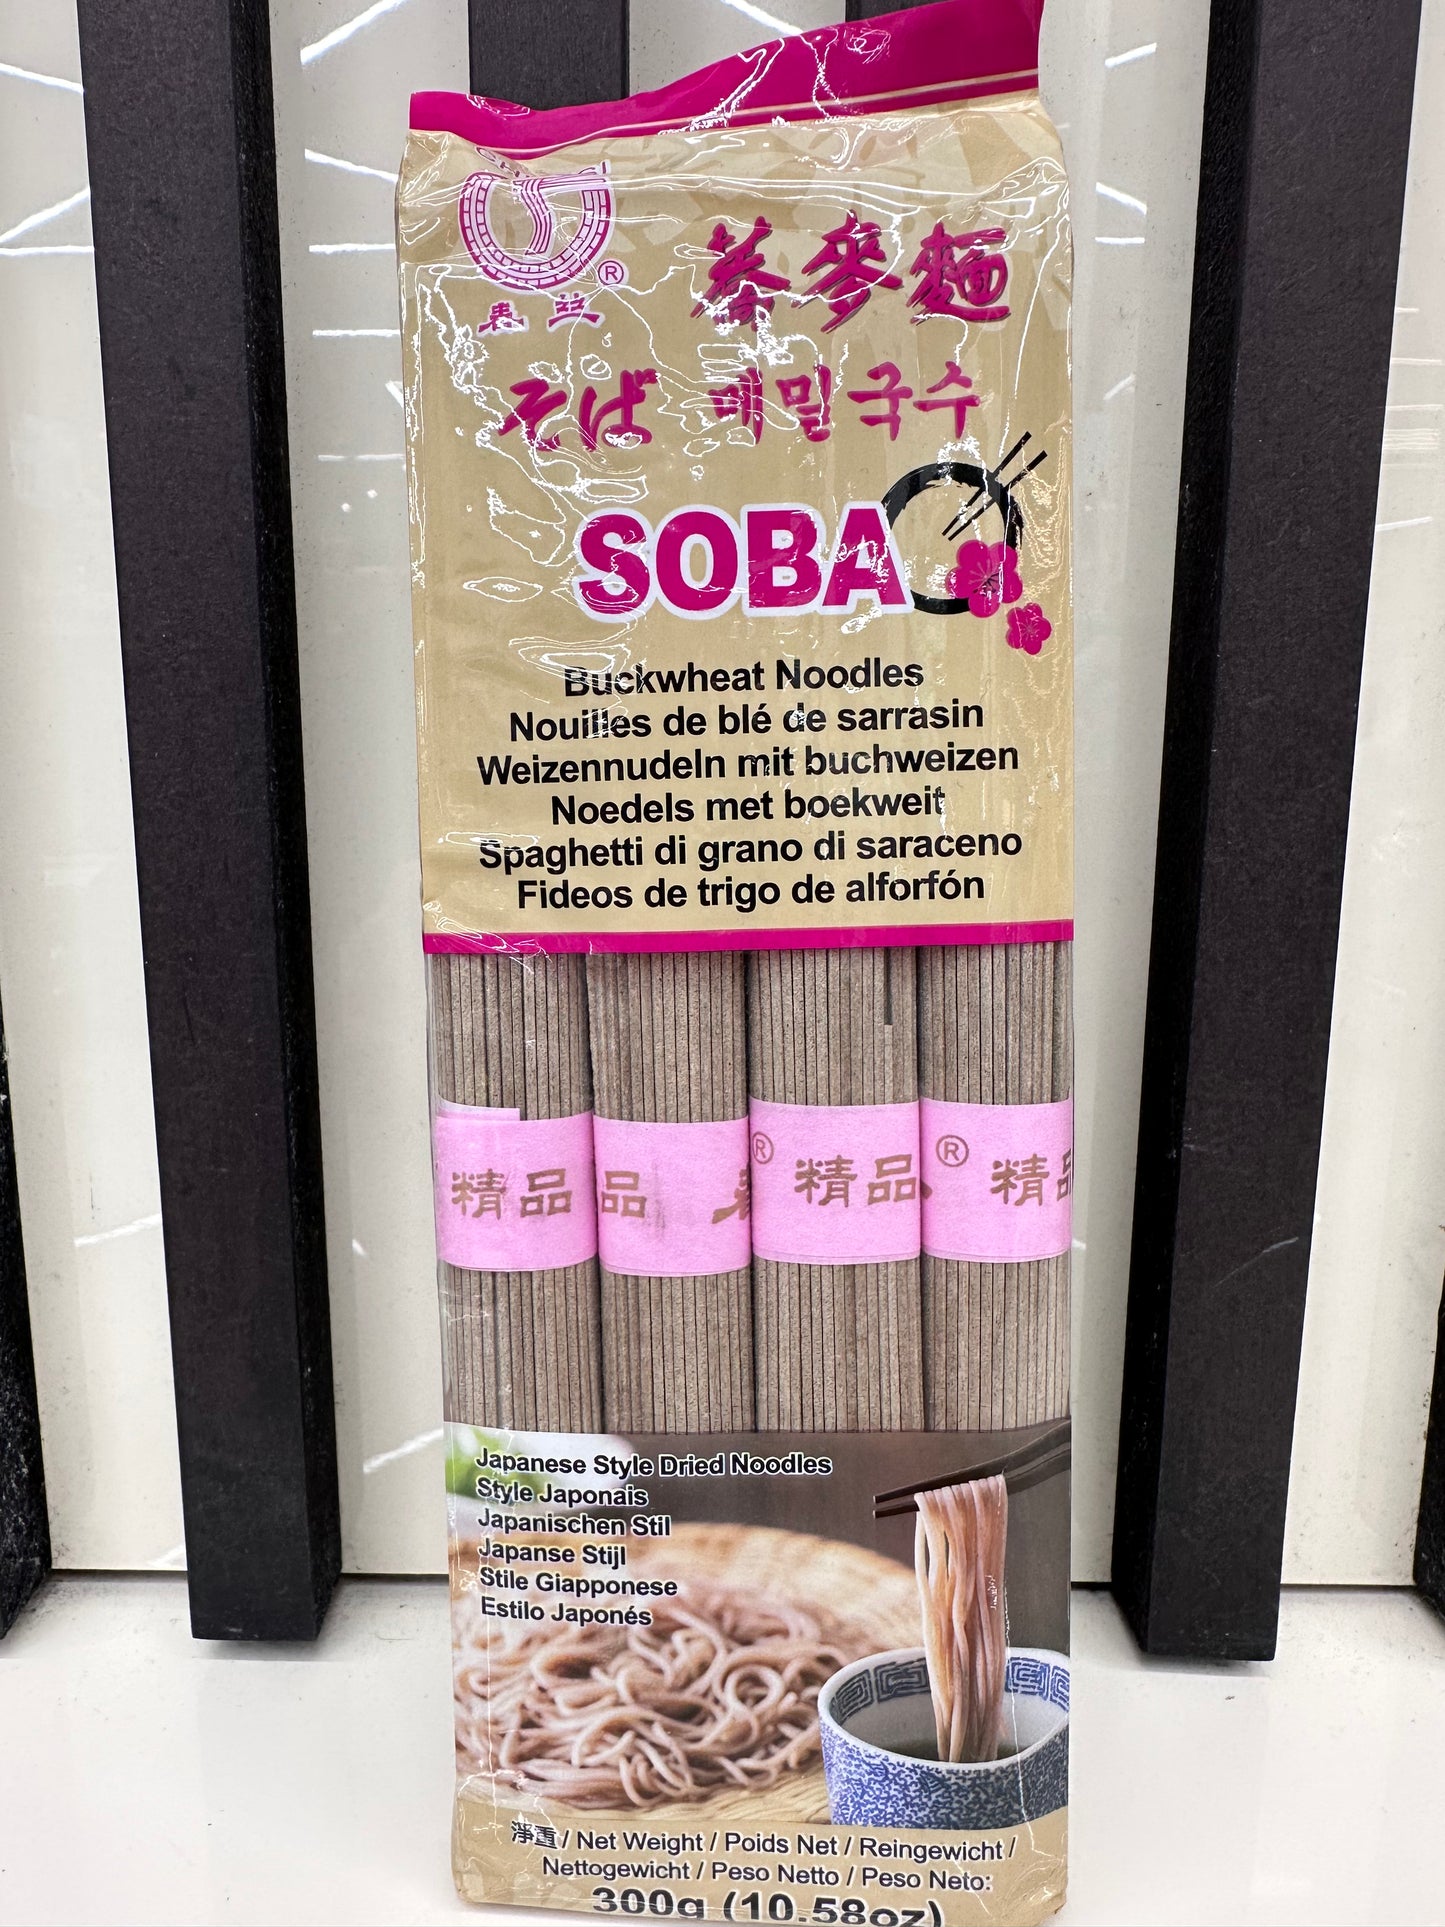 ®
春丝
蕎麥麵
そば 메밀국수
SOBA
Buckwheat Noodles
Nouilles de blé de sarrasin
Weizennudeln mit buchweizen
Noedels met boekweit
Spaghetti di grano di saraceno
Fideos de trigo de alforfón
精品 品 ® 精品 ® 精品
Japanese Style Dried Noodles
Style Japonais
Japanischen Stil
Japanse Stijl
Stile Giapponese
Estilo Japonés
淨重 / Net Weight / Poids Net / Reingewicht /
Nettogewicht / Peso Netto / Peso Neto:
300g (10.58oz)